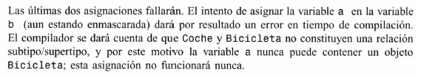 Las últimas dos asignaciones fallarán. El intento de asignar la variable a en la variable
b (aun estando enmascarada) dará por resultado un error en tiempo de compilación.
El compilador se dará cuenta de que Coche y Bicicleta no constituyen una relación
subtipo/supertipo, y por este motivo la variable a nunca puede contener un objeto
Bicicleta; esta asignación no funcionará nunca.